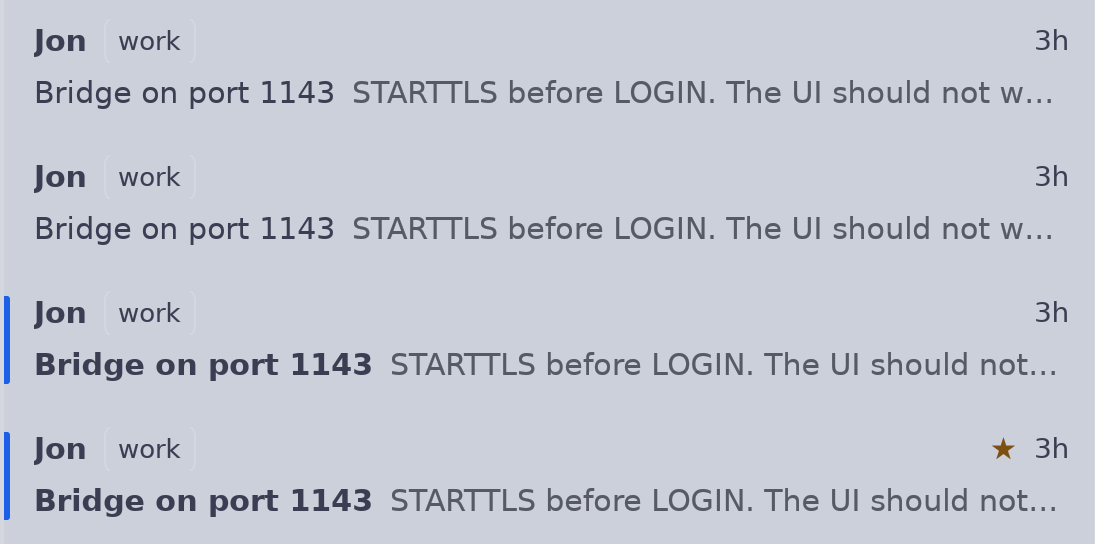 Jon work 3h
Bridge on port 1143 STARTTLS before LOGIN. The UI should not w…
Jon work 3h
Bridge on port 1143 STARTTLS before LOGIN. The UI should not w…
Jon work 3h
Bridge on port 1143 STARTTLS before LOGIN. The UI should not…
Jon work ★ 3h
Bridge on port 1143 STARTTLS before LOGIN. The UI should not…